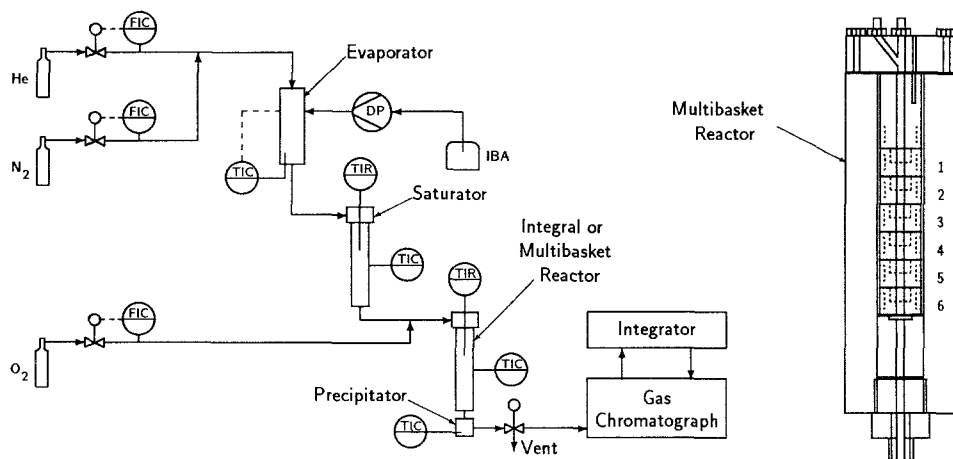 FIC
He
Evaporator
FIC
DP
N2
TIC
IBA
TIR
Saturator
TIC
Integral or
Multibasket
Reactor
TIR
FIC
O2
TIC
Integrator
Precipitator
TIC
Gas
Chromatograph
Vent
Multibasket
Reactor
1
2
3
4
5
6